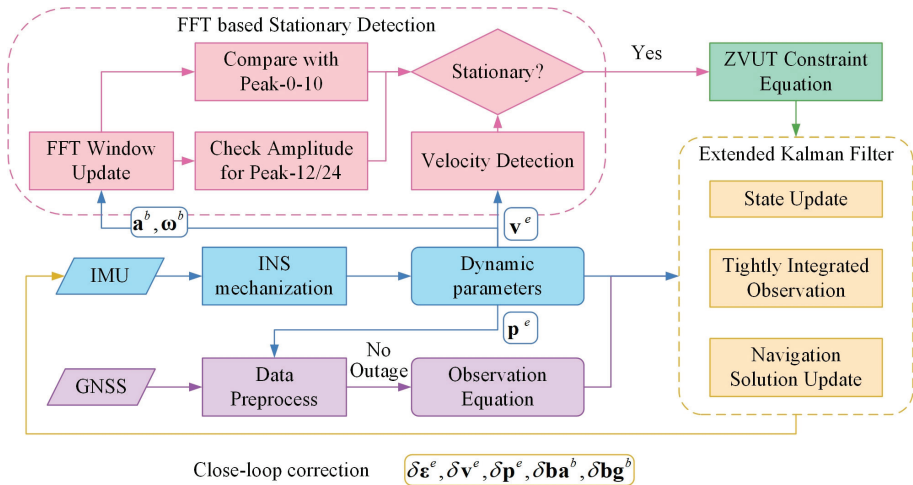 FFT based Stationary Detection
Compare with
Peak-0-10
Stationary?
Yes
ZVUT Constraint
Equation
FFT Window
Update
Check Amplitude
for Peak-12/24
Velocity Detection
Extended Kalman Filter
State Update
a^b, ω^b
v^e
IMU
INS
mechanization
Dynamic
parameters
Tightly Integrated
Observation
p^e
GNSS
Data
Preprocess
No
Outage
Observation
Equation
Navigation
Solution Update
Close-loop correction
δε^e, δv^e, δp^e, δba^b, δbg^b